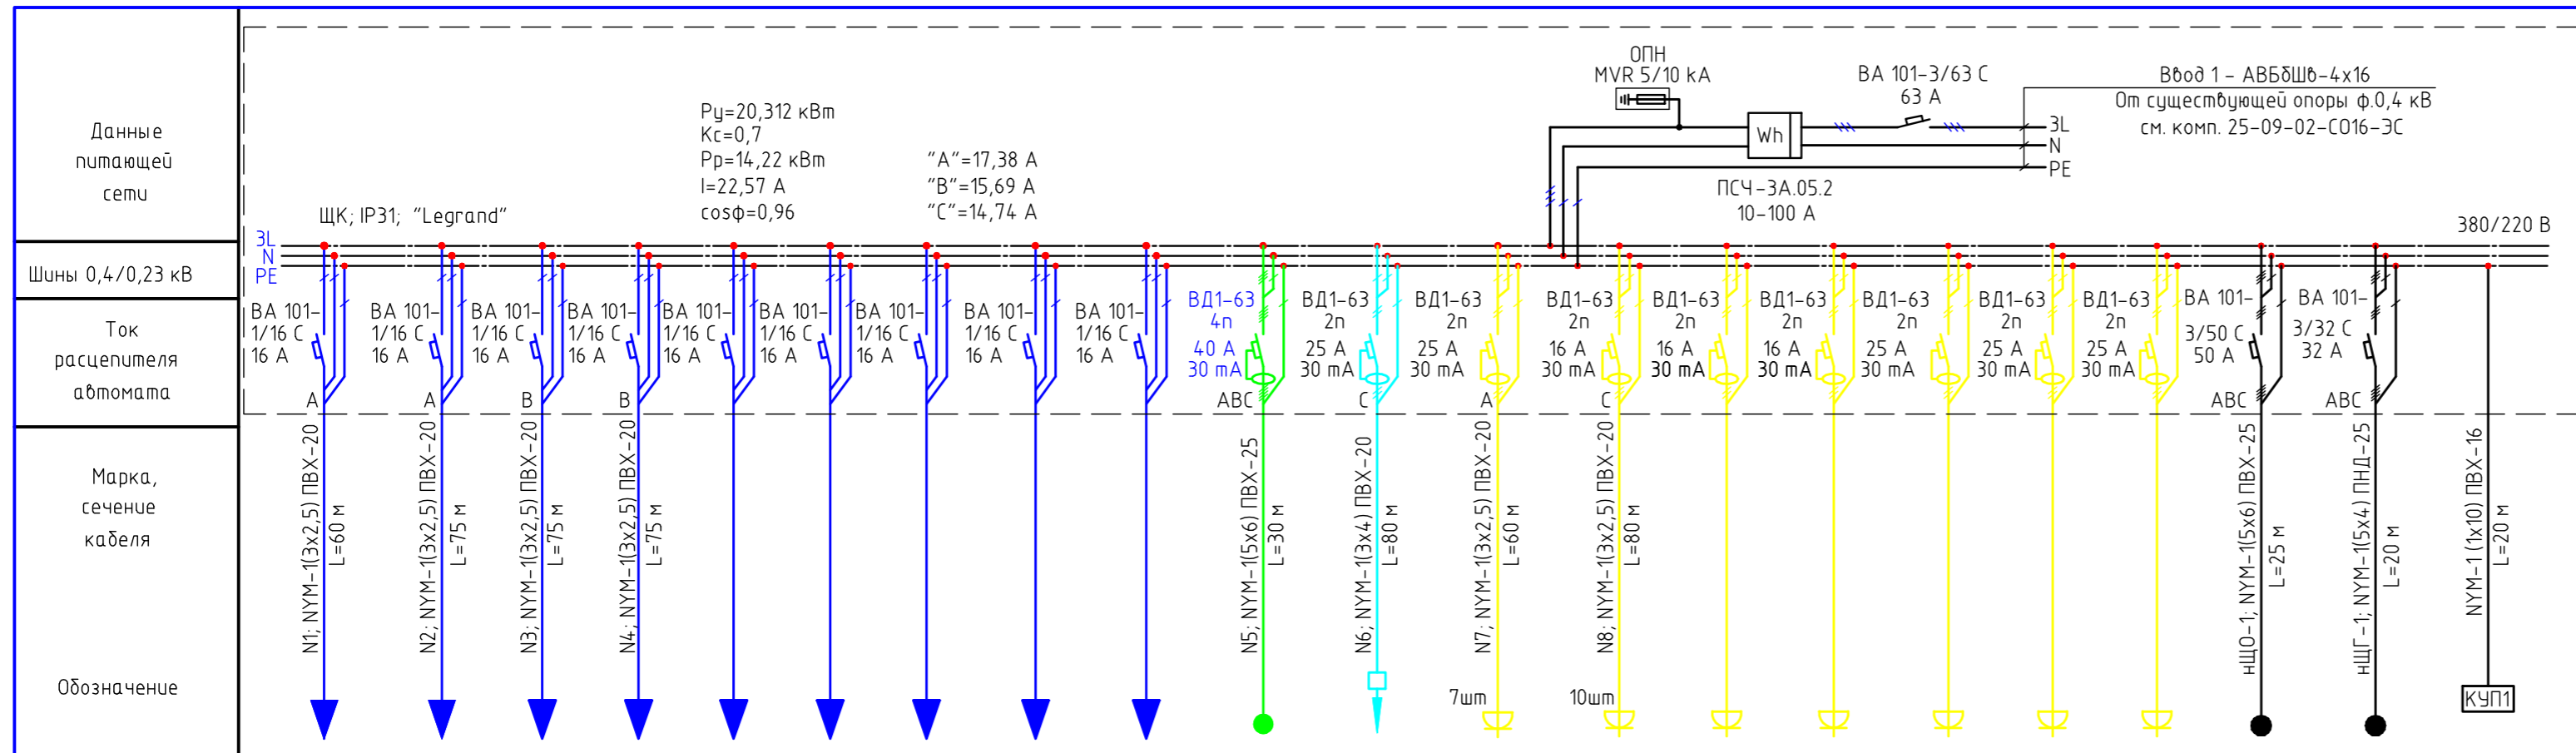 Данные
питающей
сети
Шины 0,4/0,23 кВ
Ток
расцепителя
автомата
Марка,
сечение
кабеля
Обозначение
ЩК; IP31; "Legrand"
Ру=20,312 кВт
Кс=0,7
Рр=14,22 кВт
I=22,57 А
cosφ=0,96
"А"=17,38 А
"В"=15,69 А
"С"=14,74 А
ОПН
MVR 5/10 kA
ВА 101-3/63 С
63 А
Ввод 1 - АВБбШв-4х16
От существующей опоры ф.0,4 кВ
см. комп. 25-09-02-СО16-ЭС
Wh
3L
N
PE
ПСЧ-3А.05.2
10-100 А
380/220 В
3L
N
PE
ВА 101-
1/16 С
16 А
А
ВА 101-
1/16 С
16 А
А
ВА 101-
1/16 С
16 А
В
ВА 101-
1/16 С
16 А
В
ВА 101-
1/16 С
16 А
ВА 101-
1/16 С
16 А
ВА 101-
1/16 С
16 А
ВА 101-
1/16 С
16 А
ВА 101-
1/16 С
16 А
ВД1-63
4п
40 А
30 mA
АВС
ВД1-63
2п
25 А
30 mA
С
ВД1-63
2п
25 А
30 mA
А
ВД1-63
2п
16 А
30 mA
С
ВД1-63
2п
16 А
30 mA
ВД1-63
2п
16 А
30 mA
ВД1-63
2п
25 А
30 mA
ВД1-63
2п
25 А
30 mA
ВД1-63
2п
25 А
30 mA
ВА 101-
3/50 С
50 А
АВС
ВА 101-
3/32 С
32 А
АВС
N1; NYM-1(3х2,5) ПВХ-20
L=60 м
N2; NYM-1(3х2,5) ПВХ-20
L=75 м
N3; NYM-1(3х2,5) ПВХ-20
L=75 м
N4; NYM-1(3х2,5) ПВХ-20
L=75 м
N5; NYM-1(5х6) ПВХ-25
L=30 м
N6; NYM-1(3х4) ПВХ-20
L=80 м
N7; NYM-1(3х2,5) ПВХ-20
L=60 м
N8; NYM-1(3х2,5) ПВХ-20
L=80 м
нЩО-1; NYM-1(5х6) ПВХ-25
L=25 м
нЩГ-1; NYM-1(5х4) ПНД-25
L=20 м
NYM-1 (1х10) ПВХ-16
L=20 м
7шт
10шт
КУП1